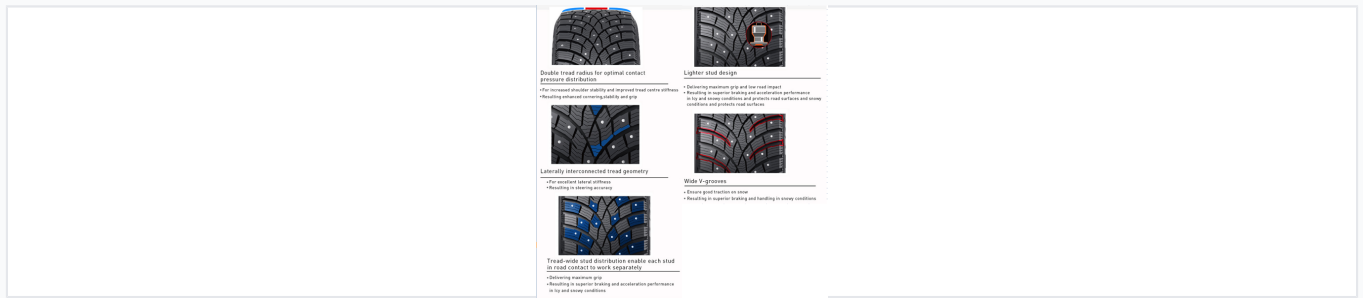 Double tread radius for optimal contact
pressure distribution
• For increased shoulder viability and improved tread centre stiffness
• Resulting enhanced cornering,stability and grip
Laterally interconnected tread geometry
• For excellent lateral stiffness
• Resulting in steering accuracy
Tread-wide stud distribution enable each stud
in road contact to work separately
• Delivering maximum grip
• Resulting in superior braking and acceleration performance
in icy and snowy conditions
Lighter stud design
• Delivering maximum grip and low road impact
• Resulting in superior braking and acceleration performance
in icy and snowy conditions and protects road surfaces and snowy
conditions and protects road surfaces
Wide V-grooves
• Ensure good traction on snow
• Resulting in superior braking and handling in snowy conditions